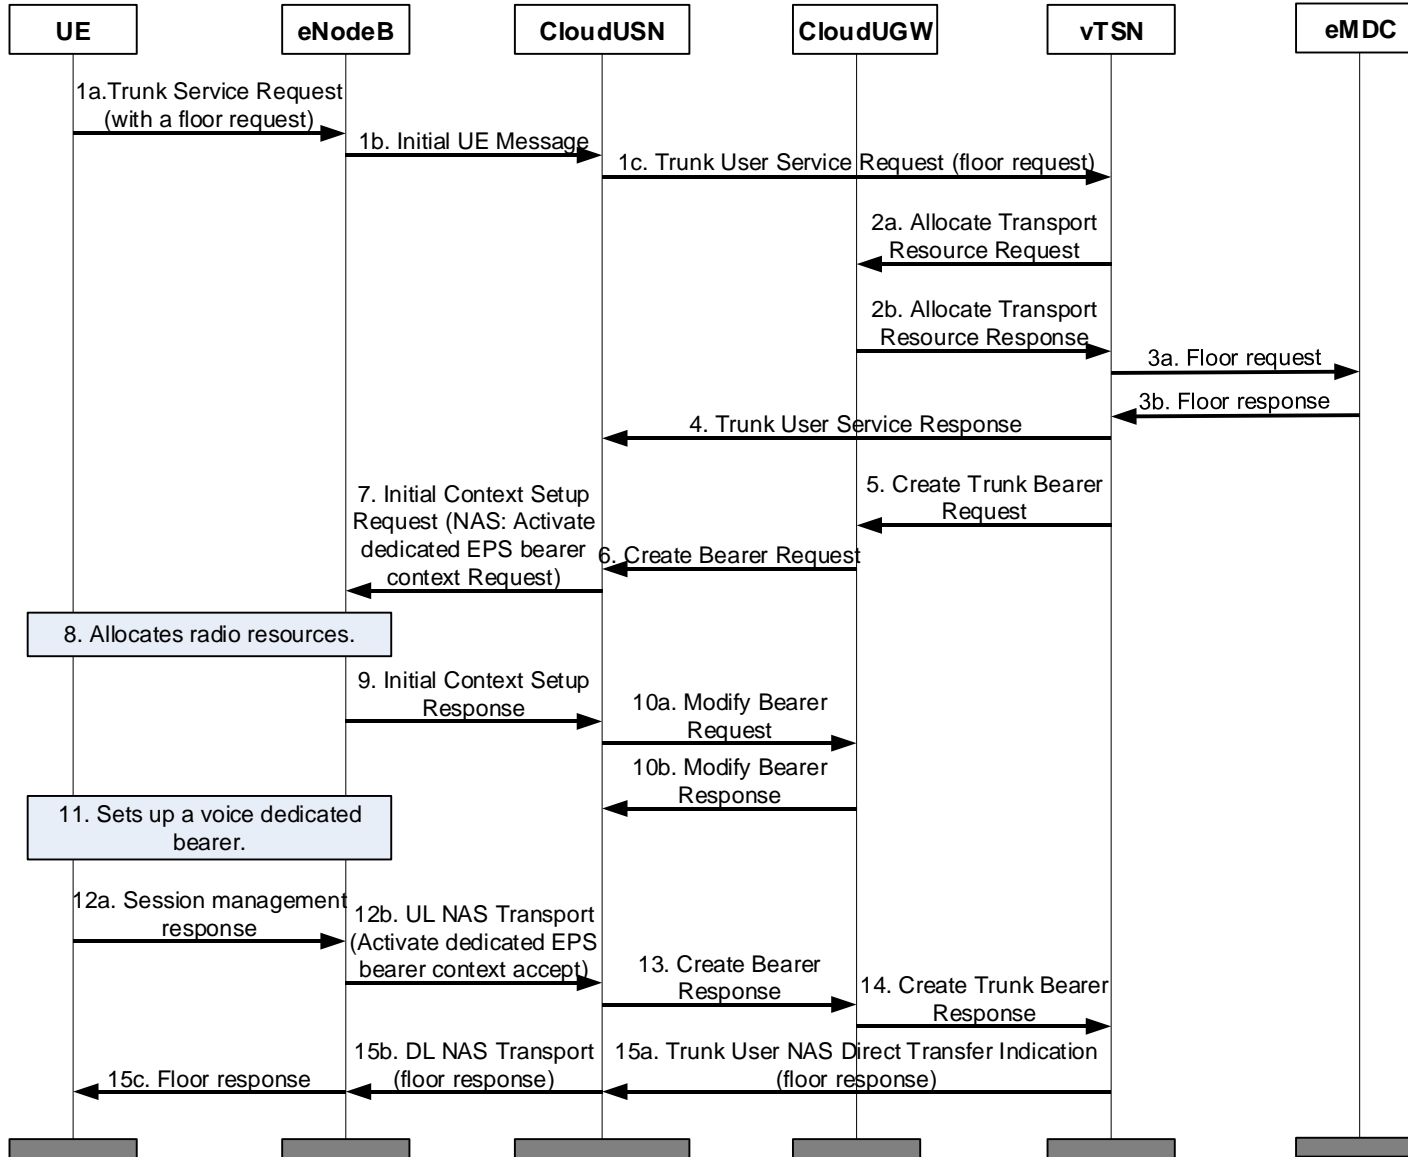 UE
eNodeB
CloudUSN
CloudUGW
vTSN
eMDC
1a.Trunk Service Request
(with a floor request)
1b. Initial UE Message
1c. Trunk User Service Request (floor request)
2a. Allocate Transport
Resource Request
2b. Allocate Transport
Resource Response
3a. Floor request
3b. Floor response
4. Trunk User Service Response
5. Create Trunk Bearer
Request
6. Create Bearer Request
7. Initial Context Setup
Request (NAS: Activate
dedicated EPS bearer
context Request)
8. Allocates radio resources.
9. Initial Context Setup
Response
10a. Modify Bearer
Request
10b. Modify Bearer
Response
11. Sets up a voice dedicated
bearer.
12a. Session management
response
12b. UL NAS Transport
(Activate dedicated EPS
bearer context accept)
13. Create Bearer
Response
14. Create Trunk Bearer
Response
15a. Trunk User NAS Direct Transfer Indication
(floor response)
15b. DL NAS Transport
(floor response)
15c. Floor response